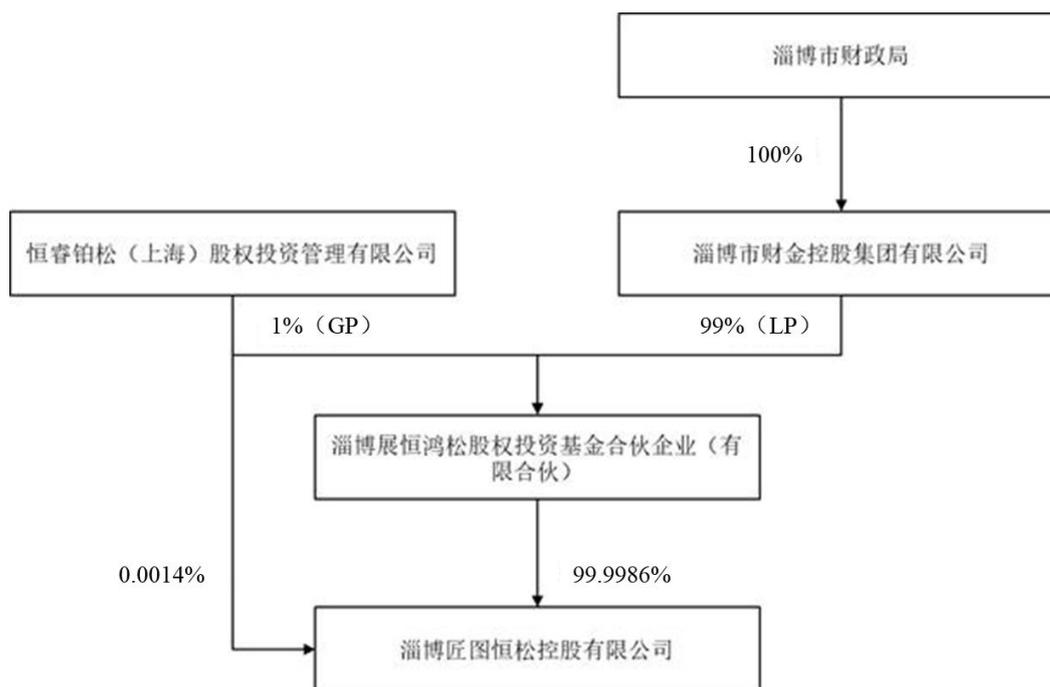 淄博市财政局
100%
恒睿铂松（上海）股权投资管理有限公司
淄博市财金控股集团有限公司
1%（GP）
99%（LP）
淄博展恒鸿松股权投资基金合伙企业（有
限合伙）
0.0014%
99.9986%
淄博匠图恒松控股有限公司